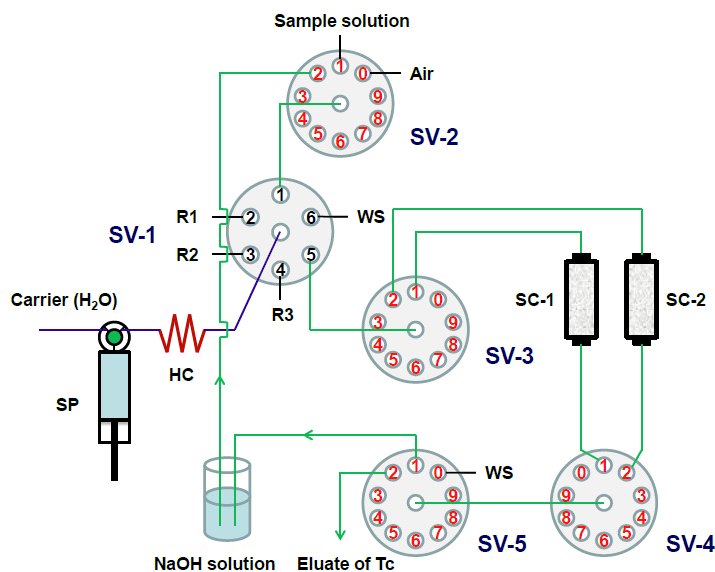 Sample solution
2 1 0
Air
3 9
4 8
5 6 7
SV-2
1
R1
2 6
WS
SV-1
R2
3 5
4
R3
Carrier (H₂O)
HC
SP
2 1 0
3 9
4 8
5 6 7
SV-3
SC-1
SC-2
2 1 0
WS
3 9
4 8
5 6 7
SV-5
0 1 2
9 3
8 4
7 6 5
SV-4
NaOH solution
Eluate of Tc